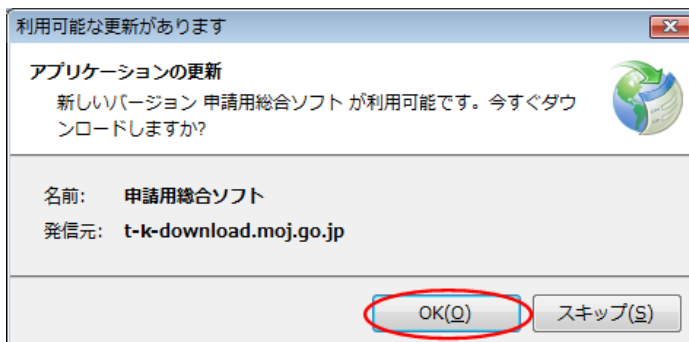 利用可能な更新があります
アプリケーションの更新
新しいバージョン 申請用総合ソフト が利用可能です。今すぐダウ
ンロードしますか?
名前: 申請用総合ソフト
発信元: t-k-download.moj.go.jp
OK(O) スキップ(S)